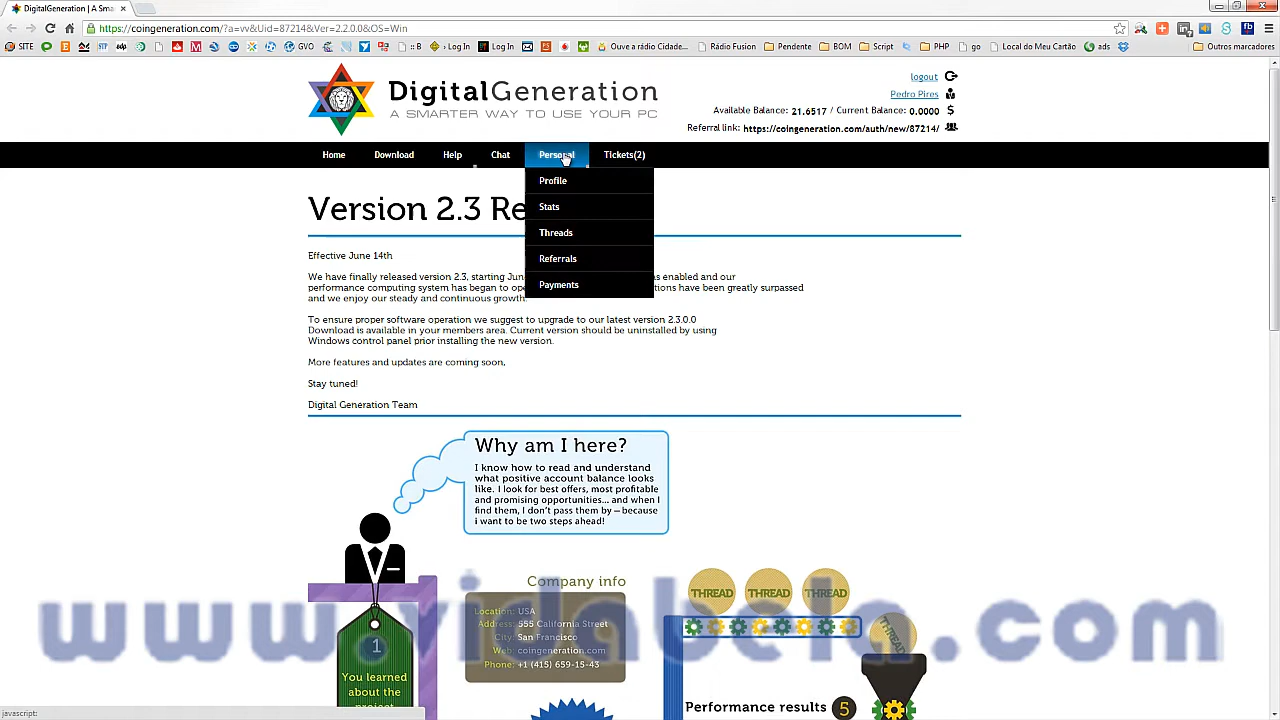 DigitalGeneration | A Sma
https://coingeneration.com/?a=vv&Uid=87214&Ver=2.2.0.0&OS=Win
SITE
adp
GVO
:: B
Log In
Log In
Ouve a rádio Cidade...
Rádio Fusion
Pendente
BOM
Script
PHP
go
Local do Meu Cartão
ads
Outros marcadores
DigitalGeneration
A SMARTER WAY TO USE YOUR PC
logout
Pedro Pires
Available Balance: 21.6517 / Current Balance: 0.0000
Referral link: https://coingeneration.com/auth/new/87214/
Home
Download
Help
Chat
Personal
Tickets(2)
Profile
Stats
Threads
Referrals
Payments
Version 2.3 Re
Effective June 14th
We have finally released version 2.3, starting Jun s enabled and our
performance computing system has began to ope tions have been greatly surpassed
and we enjoy our steady and continuous growth.
To ensure proper software operation we suggest to upgrade to our latest version 2.3.0.0
Download is available in your members area. Current version should be uninstalled by using
Windows control panel prior installing the new version.
More features and updates are coming soon,
Stay tuned!
Digital Generation Team
Why am I here?
I know how to read and understand
what positive account balance looks
like. I look for best offers, most profitable
and promising opportunities... and when I
find them, I don't pass them by — because
i want to be two steps ahead!
Company info
Location: USA
Address: 555 California Street
City: San Francisco
Web: coingeneration.com
Phone: +1 (415) 659-15-43
THREAD
THREAD
THREAD
THREAD
www.vidabela.com
1
You learned
about the
project
Performance results 5
javascript: